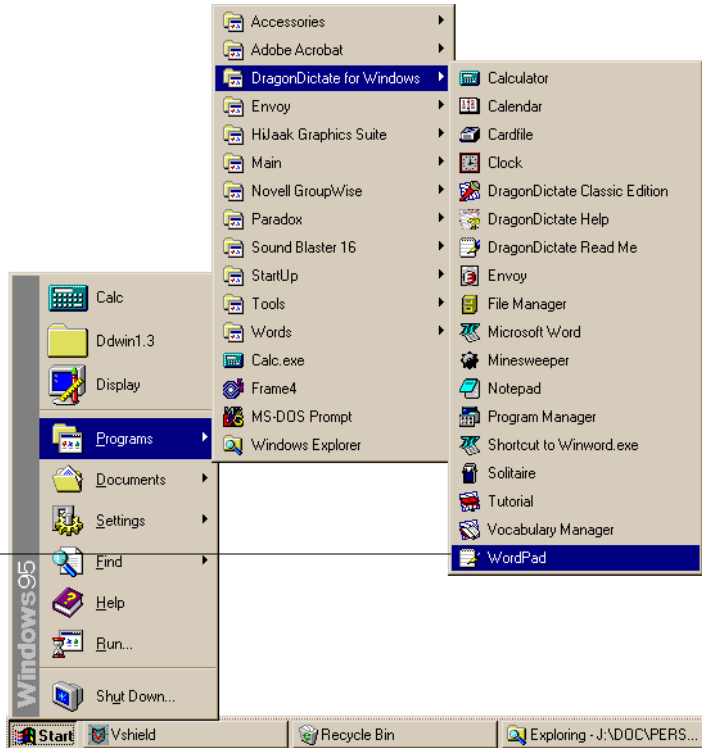 Accessories
Adobe Acrobat
DragonDictate for Windows
Envoy
HiJaak Graphics Suite
Main
Novell GroupWise
Paradox
Sound Blaster 16
StartUp
Tools
Words
Calc.exe
Frame4
MS-DOS Prompt
Windows Explorer
Calculator
Calendar
Cardfile
Clock
DragonDictate Classic Edition
DragonDictate Help
DragonDictate Read Me
Envoy
File Manager
Microsoft Word
Minesweeper
Notepad
Program Manager
Shortcut to Winword.exe
Solitaire
Tutorial
Vocabulary Manager
WordPad
Calc
Ddwin1.3
Display
Programs
Documents
Settings
Find
Help
Run...
Shut Down...
Windows95
Start
Vshield
Recycle Bin
Exploring - J:\DOC\PERS...